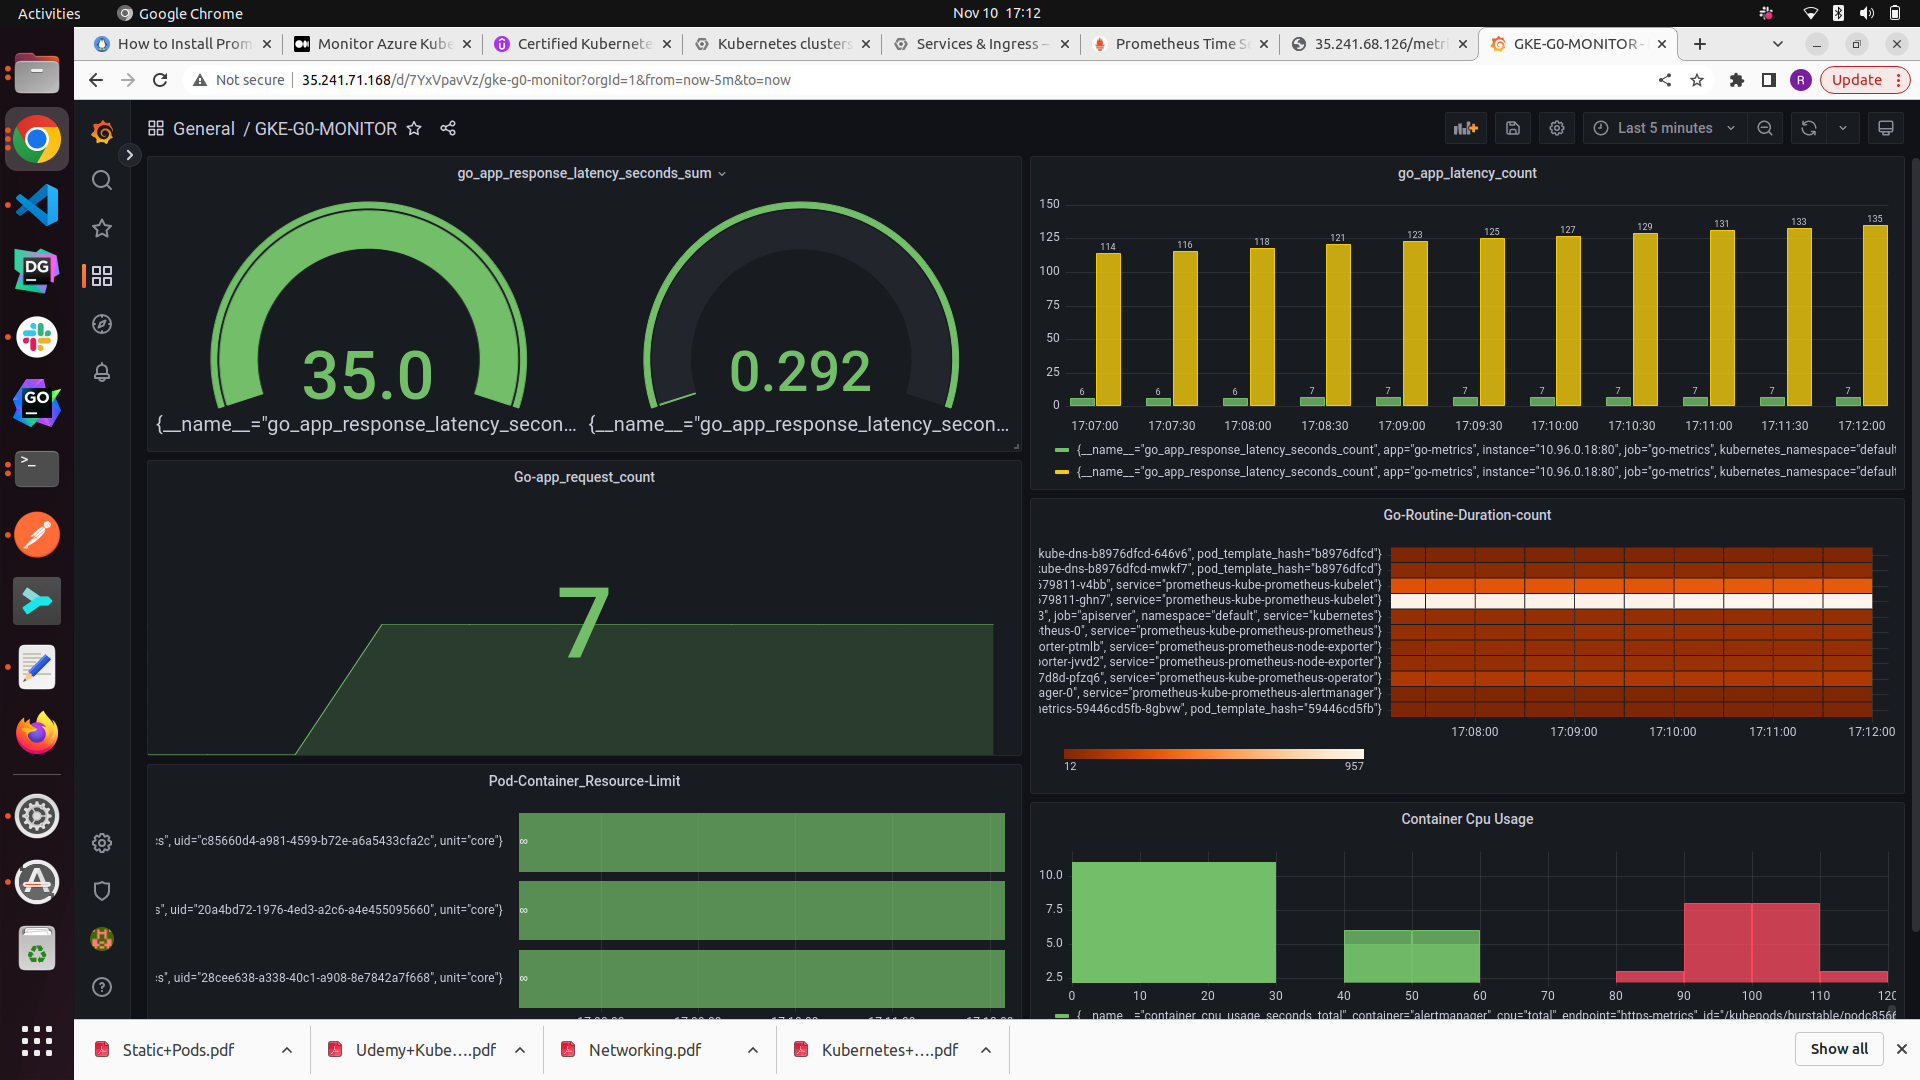 Activities
Google Chrome
Nov 10 17:12
How to Install Prom
Monitor Azure Kube
Certified Kubernete
Kubernetes clusters
Services & Ingress –
Prometheus Time Se
35.241.68.126/metri
GKE-G0-MONITOR -
Not secure
35.241.71.168/d/7YxVpavVz/gke-g0-monitor?orgId=1&from=now-5m&to=now
R
Update
General / GKE-G0-MONITOR
Last 5 minutes
go_app_response_latency_seconds_sum
35.0
0.292
{__name__="go_app_response_latency_secon...
{__name__="go_app_response_latency_secon...
go_app_latency_count
150
125
100
75
50
25
0
6 114 6 116 6 118 7 121 7 123 7 125 7 127 7 129 7 131 7 133 7 135
17:07:00 17:07:30 17:08:00 17:08:30 17:09:00 17:09:30 17:10:00 17:10:30 17:11:00 17:11:30 17:12:00
{__name__="go_app_response_latency_seconds_count", app="go-metrics", instance="10.96.0.18:80", job="go-metrics", kubernetes_namespace="default
{__name__="go_app_response_latency_seconds_count", app="go-metrics", instance="10.96.0.18:80", job="go-metrics", kubernetes_namespace="default
Go-app_request_count
7
Go-Routine-Duration-count
kube-dns-b8976dfcd-646v6", pod_template_hash="b8976dfcd"}
kube-dns-b8976dfcd-mwkf7", pod_template_hash="b8976dfcd"}
579811-v4bb", service="prometheus-kube-prometheus-kubelet"}
579811-ghn7", service="prometheus-kube-prometheus-kubelet"}
3", job="apiserver", namespace="default", service="kubernetes"}
etheus-0", service="prometheus-kube-prometheus-prometheus"}
orter-ptmlb", service="prometheus-prometheus-node-exporter"}
porter-jvvd2", service="prometheus-prometheus-node-exporter"}
7d8d-pfzq6", service="prometheus-kube-prometheus-operator"}
ager-0", service="prometheus-kube-prometheus-alertmanager"}
metrics-59446cd5fb-8gbvw", pod_template_hash="59446cd5fb"}
17:08:00 17:09:00 17:10:00 17:11:00 17:12:00
12 957
Pod-Container_Resource-Limit
cs", uid="c85660d4-a981-4599-b72e-a6a5433cfa2c", unit="core"}
∞
s", uid="20a4bd72-1976-4ed3-a2c6-a4e455095660", unit="core"}
∞
cs", uid="28cee638-a338-40c1-a908-8e7842a7f668", unit="core"}
∞
Container Cpu Usage
10.0
7.5
5.0
2.5
0 10 20 30 40 50 60 70 80 90 100 110 120
{__name__="container_cpu_usage_seconds_total", container="alertmanager", cpu="total", endpoint="https-metrics", id="/kubepods/burstable/podc8566
Static+Pods.pdf
Udemy+Kube....pdf
Networking.pdf
Kubernetes+....pdf
Show all
DG
GO